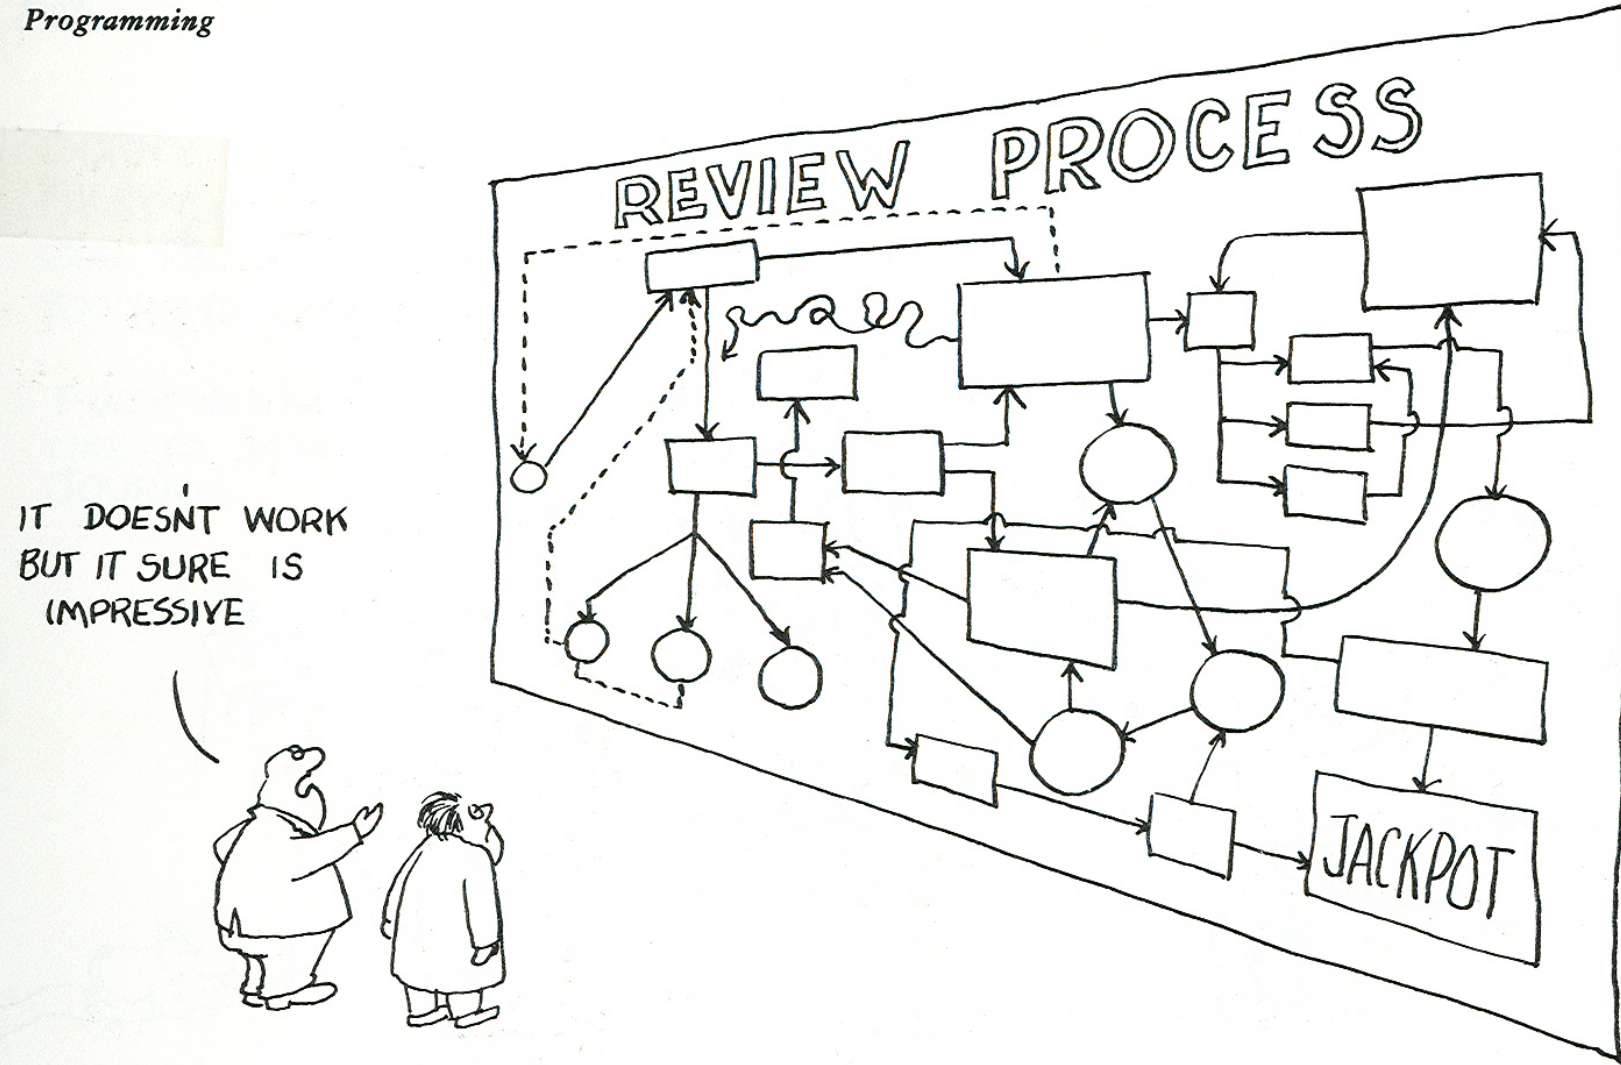 Programming
REVIEW PROCESS
IT DOESN'T WORK
BUT IT SURE IS
IMPRESSIVE
JACKPOT